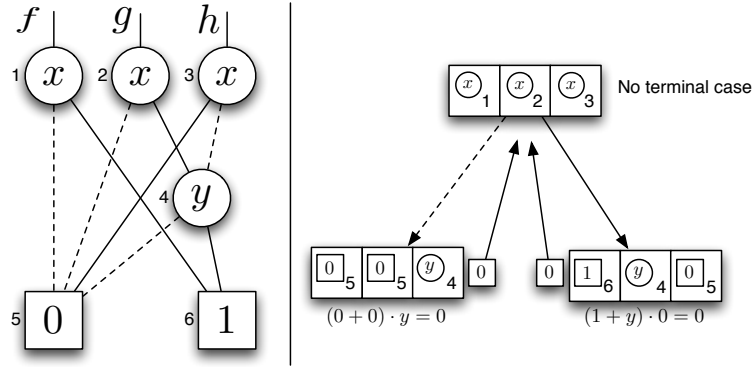 f g h
1 x 2 x 3 x
4 y
5 0 6 1
x 1 x 2 x 3 No terminal case
0 5 0 5 y 4 0
0 1 6 y 4 0 5
(0 + 0) · y = 0
(1 + y) · 0 = 0